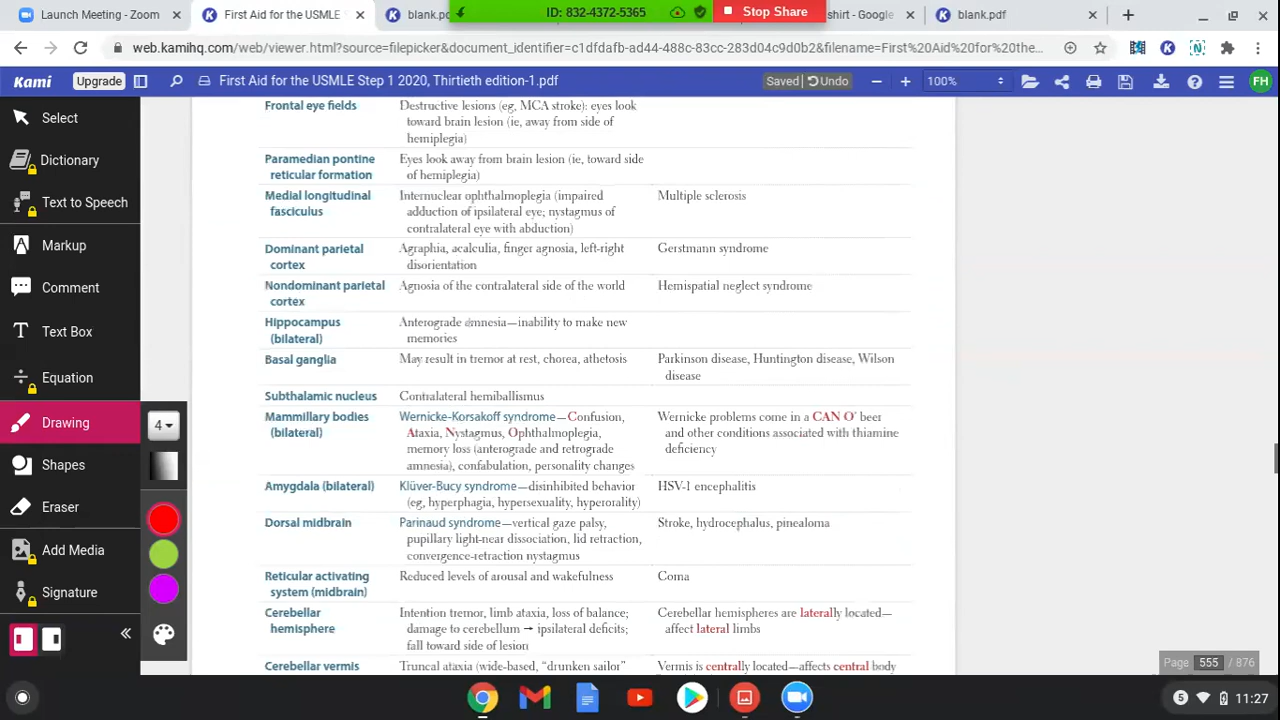 Launch Meeting - Zoom
First Aid for the USMLE Step
blank.pdf
ID: 832-4372-5365
Stop Share
shirt - Google
blank.pdf
web.kamihq.com/web/viewer.html?source=filepicker&document_identifier=c1dfdafb-ad44-488c-83cc-283d04c9d0b2&filename=First%20Aid%20for%20the...
Kami
Upgrade
First Aid for the USMLE Step 1 2020, Thirtieth edition-1.pdf
Saved
Undo
100%
FH
Select
Dictionary
Text to Speech
Markup
Comment
Text Box
Equation
Drawing
4
Shapes
Eraser
Add Media
Signature
Frontal eye fields Destructive lesions (eg, MCA stroke): eyes look
toward brain lesion (ie, away from side of
hemiplegia)
Paramedian pontine Eyes look away from brain lesion (ie, toward side
reticular formation of hemiplegia)
Medial longitudinal Internuclear ophthalmoplegia (impaired Multiple sclerosis
fasciculus adduction of ipsilateral eye; nystagmus of
contralateral eye with abduction)
Dominant parietal Agraphia, acalculia, finger agnosia, left-right Gerstmann syndrome
cortex disorientation
Nondominant parietal Agnosia of the contralateral side of the world Hemispatial neglect syndrome
cortex
Hippocampus Anterograde amnesia—inability to make new
(bilateral) memories
Basal ganglia May result in tremor at rest, chorea, athetosis Parkinson disease, Huntington disease, Wilson
disease
Subthalamic nucleus Contralateral hemiballismus
Mammillary bodies Wernicke-Korsakoff syndrome—Confusion, Wernicke problems come in a CAN O' beer
(bilateral) Ataxia, Nystagmus, Ophthalmoplegia, and other conditions associated with thiamine
memory loss (anterograde and retrograde deficiency
amnesia), confabulation, personality changes
Amygdala (bilateral) Klüver-Bucy syndrome—disinhibited behavior HSV-1 encephalitis
(eg, hyperphagia, hypersexuality, hyperorality)
Dorsal midbrain Parinaud syndrome—vertical gaze palsy, Stroke, hydrocephalus, pinealoma
pupillary light-near dissociation, lid retraction,
convergence-retraction nystagmus
Reticular activating Reduced levels of arousal and wakefulness Coma
system (midbrain)
Cerebellar Intention tremor, limb ataxia, loss of balance; Cerebellar hemispheres are laterally located—
hemisphere damage to cerebellum → ipsilateral deficits; affect lateral limbs
fall toward side of lesion
Cerebellar vermis Truncal ataxia (wide-based, “drunken sailor” Vermis is centrally located—affects central body
Page 555 / 876
5
11:27